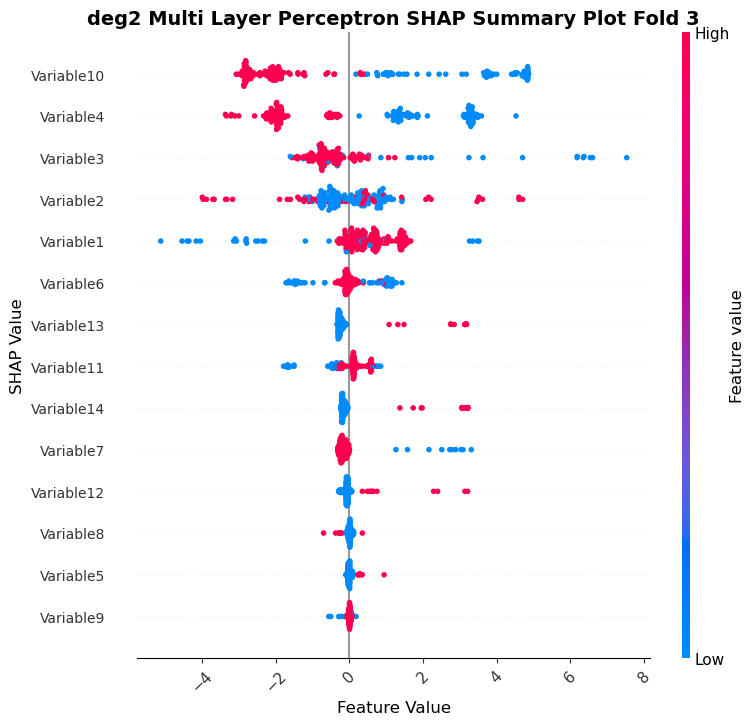 deg2 Multi Layer Perceptron SHAP Summary Plot Fold 3
High
Variable10
Variable4
Variable3
Variable2
Variable1
Variable6
Variable13
Variable11
Variable14
Variable7
Variable12
Variable8
Variable5
Variable9
SHAP Value
Feature value
Low
−4
−2
0
2
4
6
8
Feature Value